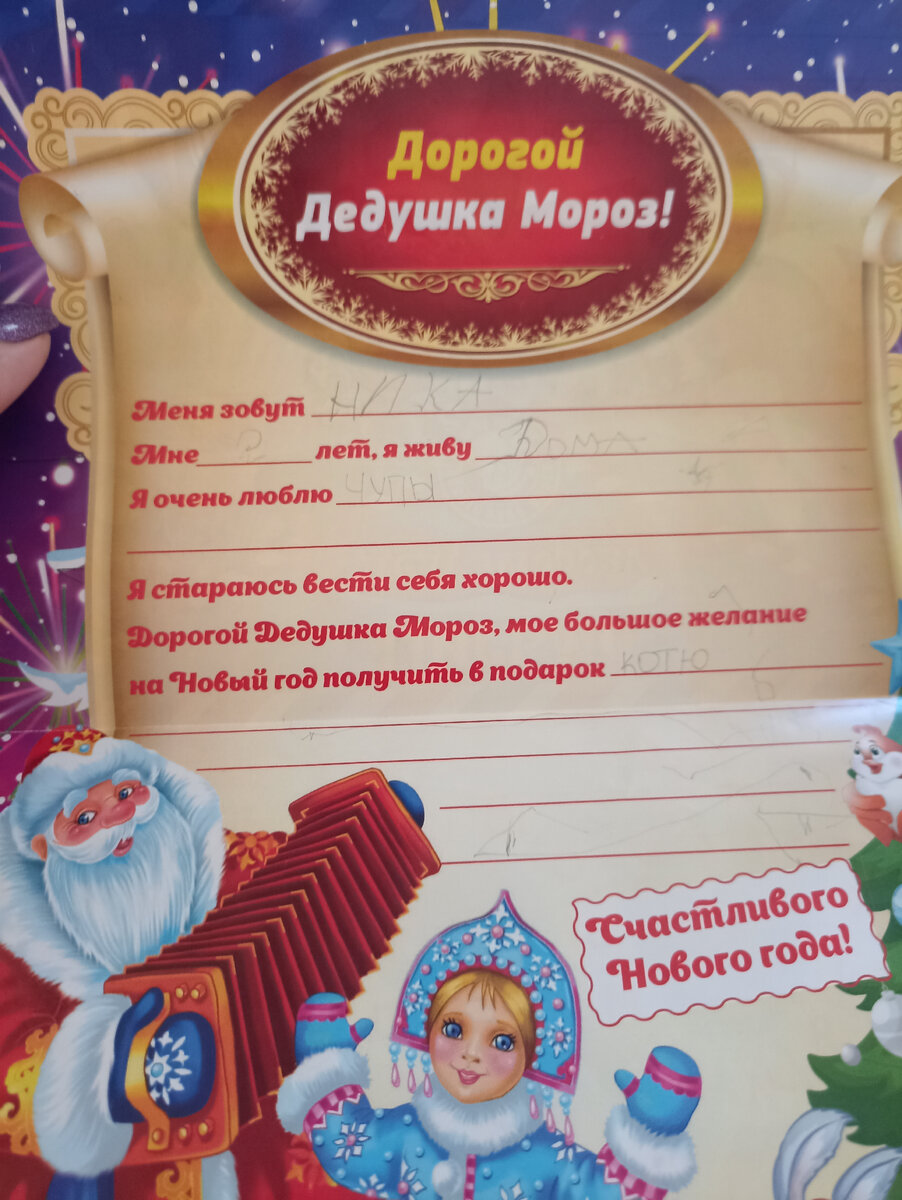 Дорогой
Дедушка Мороз!
Меня зовут НИКА
Мне лет, я живу Дома
Я очень люблю ЧУПЫ
Я стараюсь вести себя хорошо.
Дорогой Дедушка Мороз, мое большое желание
на Новый год получить в подарок КОТЮ
Счастливого
Нового года!